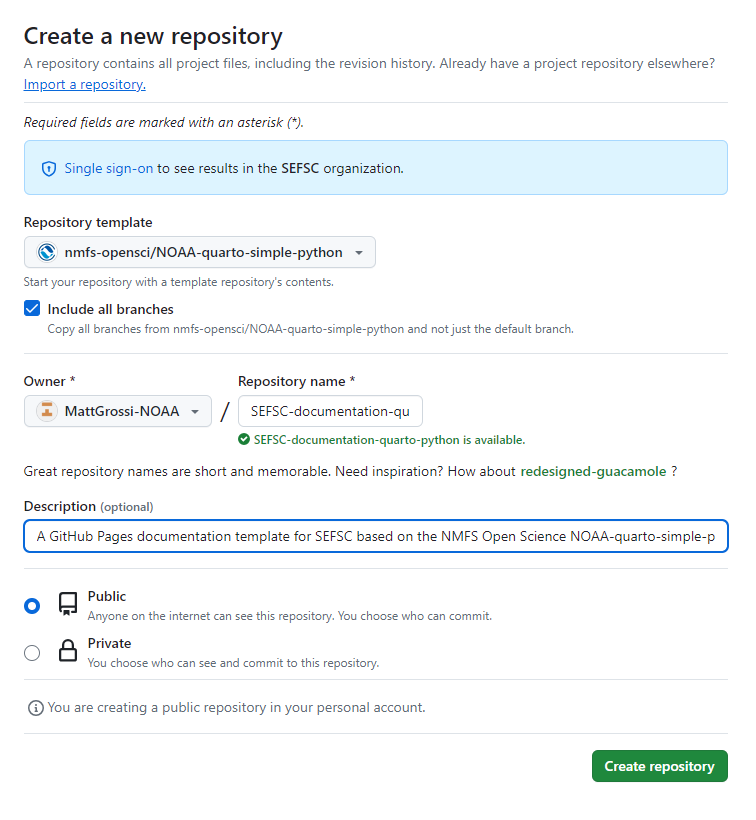 Create a new repository
A repository contains all project files, including the revision history. Already have a project repository elsewhere?
Import a repository.
Required fields are marked with an asterisk (*).
Single sign-on to see results in the SEFSC organization.
Repository template
nmfs-opensci/NOAA-quarto-simple-python
Start your repository with a template repository's contents.
Include all branches
Copy all branches from nmfs-opensci/NOAA-quarto-simple-python and not just the default branch.
Owner *
Repository name *
MattGrossi-NOAA
/
SEFSC-documentation-qu
SEFSC-documentation-quarto-python is available.
Great repository names are short and memorable. Need inspiration? How about redesigned-guacamole ?
Description (optional)
A GitHub Pages documentation template for SEFSC based on the NMFS Open Science NOAA-quarto-simple-p
Public
Anyone on the internet can see this repository. You choose who can commit.
Private
You choose who can see and commit to this repository.
You are creating a public repository in your personal account.
Create repository